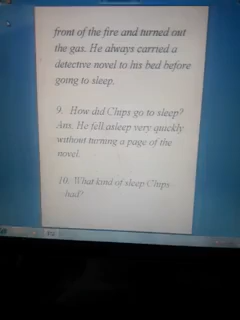 front of the fire and turned out
the gas. He always carried a
detective novel to his bed before
going to sleep.
9. How did Chips go to sleep?
Ans. He fell asleep very quickly
without turning a page of the
novel.
10. What kind of sleep Chips
had?